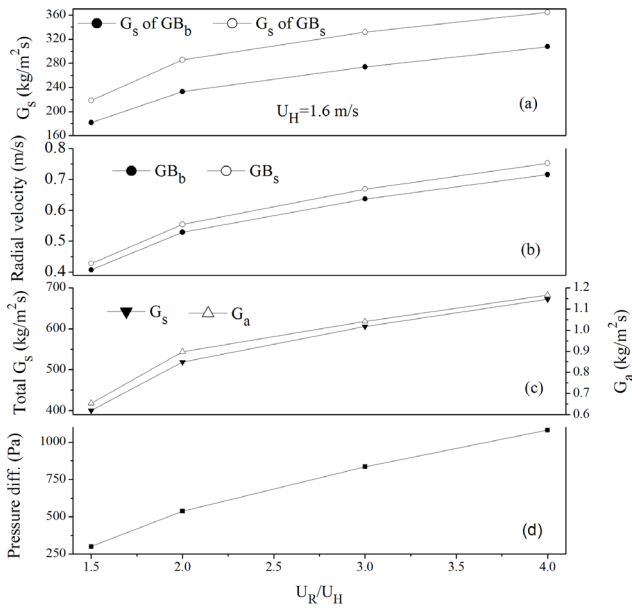 Gs of GBb Gs of GBs
Gs (kg/m²s)
360
320
280
240
200
160
UH=1.6 m/s
(a)
Radial velocity (m/s)
0.8
0.7
0.6
0.5
0.4
GBb GBs
(b)
Total Gs (kg/m²s)
700
600
500
400
Gs Ga
(c)
1.2
1.1
1.0
0.9
0.8
0.7
0.6
Ga (kg/m²s)
Pressure diff. (Pa)
1000
750
500
250
(d)
1.5 2.0 2.5 3.0 3.5 4.0
UR/UH